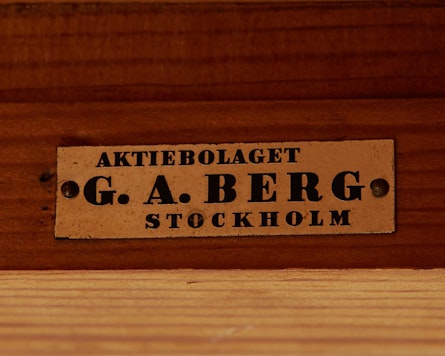 AKTIEBOLAGET
G. A. BERG
STOCKHOLM